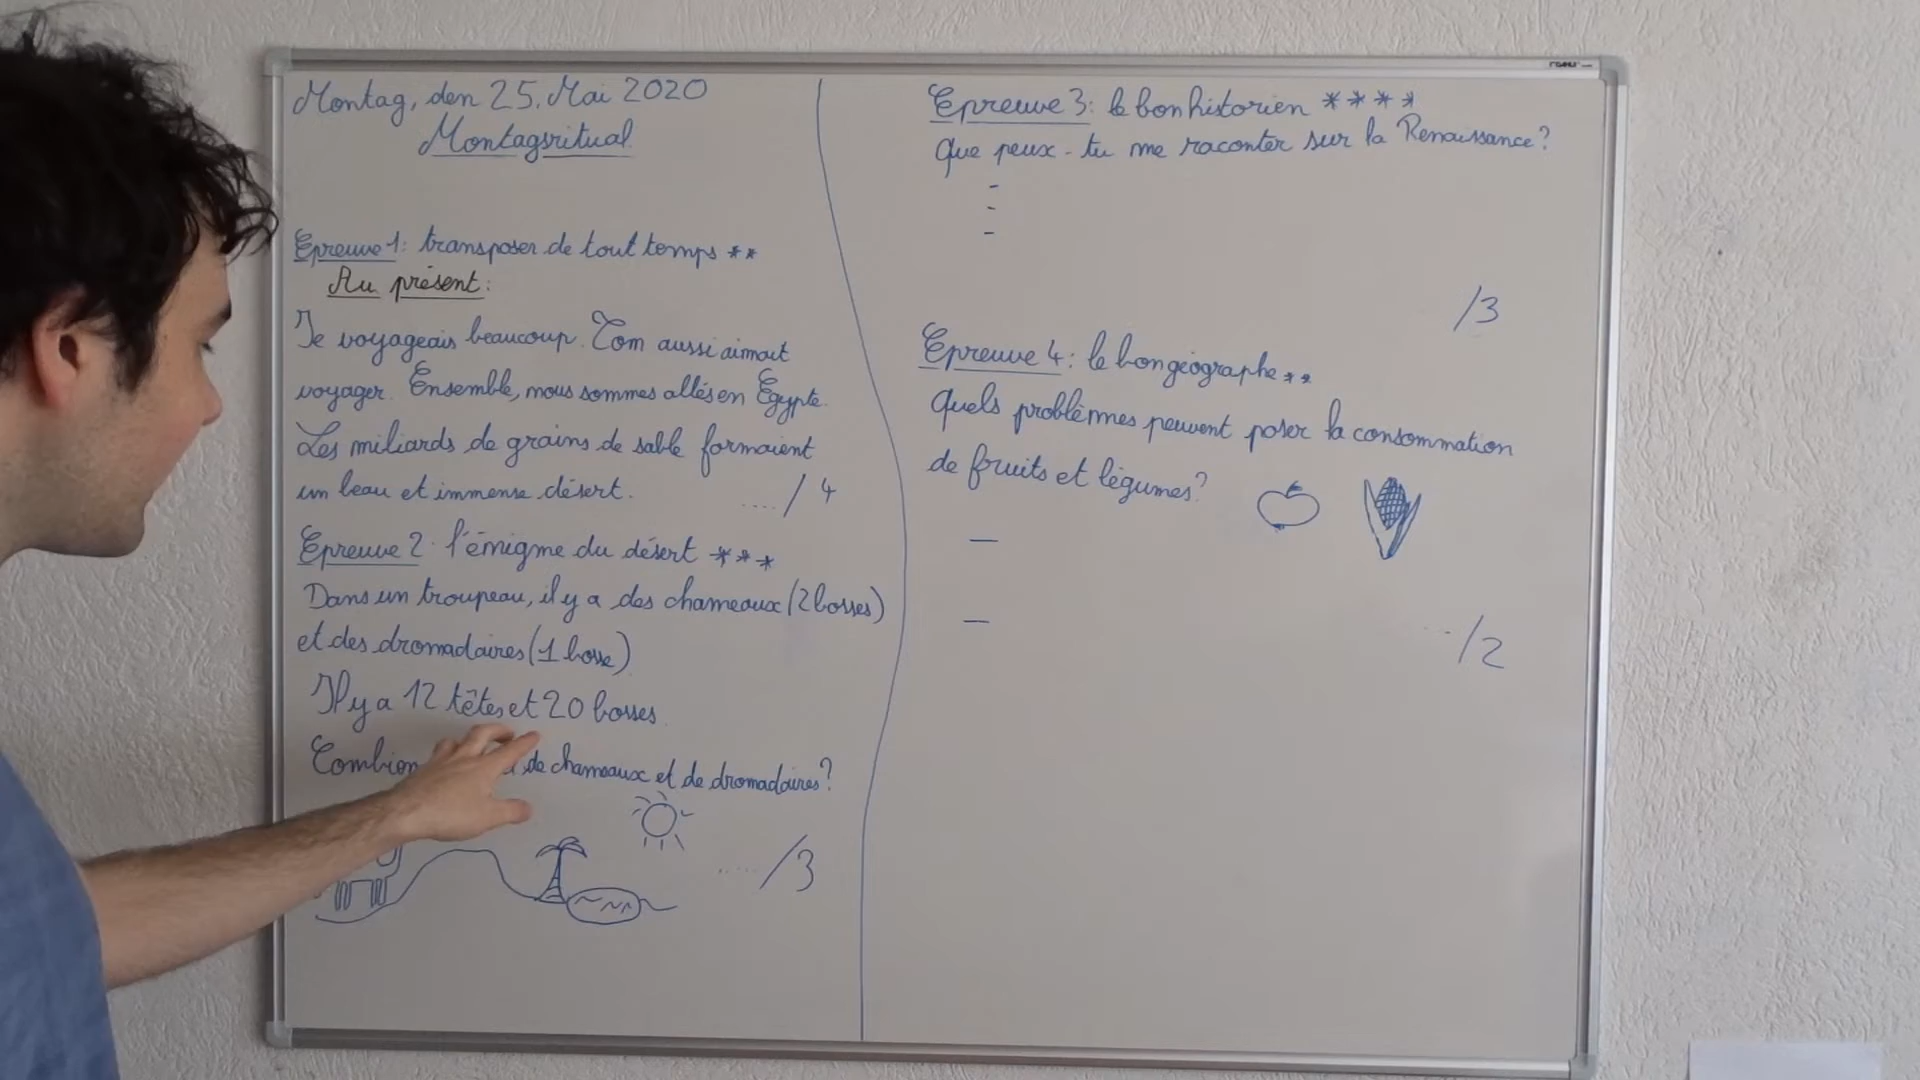 Montag, den 25. Mai 2020
Montagsritual
Epreuve 1: transposer de tout temps **
Au présent:
Je voyageais beaucoup. Tom aussi aimait
voyager. Ensemble, nous sommes allés en Egypte.
Les miliards de grains de sable formaient
un beau et immense désert. ..../4
Epreuve 2: l'énigme du désert ***
Dans un troupeau, il y a des chameaux (2 bosses)
et des dromadaires (1 bosse)
Il y a 12 têtes et 20 bosses.
Combien de chameaux et de dromadaires?
...../3
Epreuve 3: le bon historien ****
Que peux-tu me raconter sur la Renaissance?
-
-
-
/3
Epreuve 4: le bon géographe **
Quels problèmes peuvent poser la consommation
de fruits et légumes?
-
-
.../2